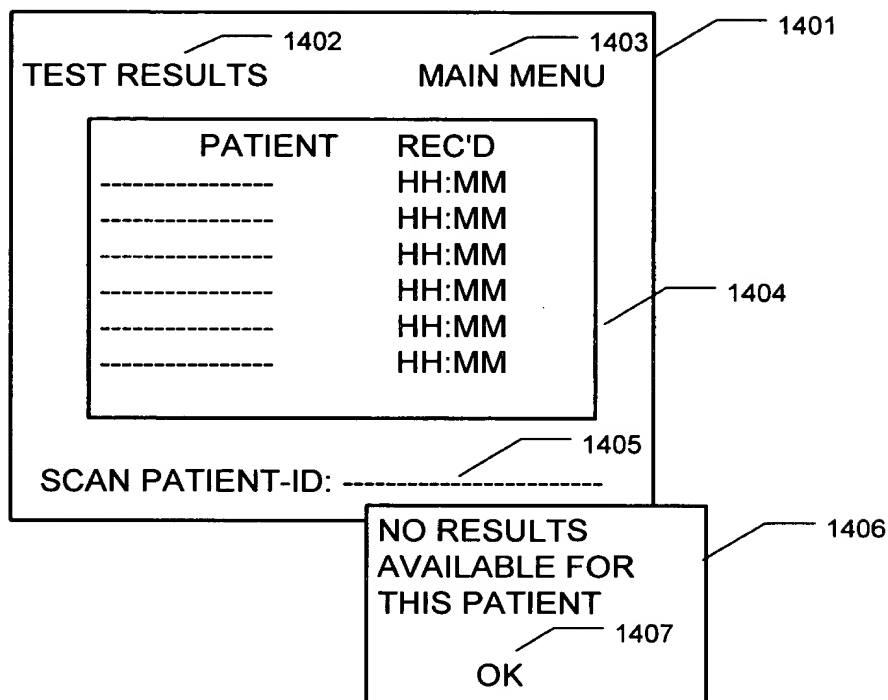 1402 1403 1401
TEST RESULTS MAIN MENU
PATIENT REC'D
---------------- HH:MM
---------------- HH:MM
---------------- HH:MM
---------------- HH:MM
1404
---------------- HH:MM
---------------- HH:MM
1405
SCAN PATIENT-ID: ------------------------
NO RESULTS
1406
AVAILABLE FOR
THIS PATIENT
1407
OK